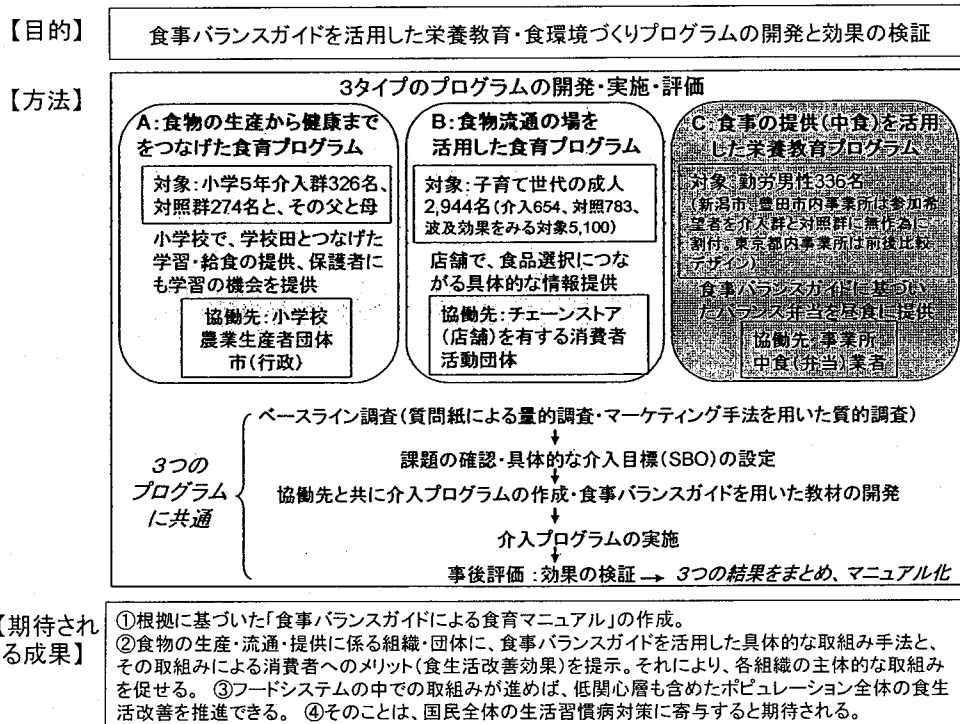 【目的】
食事バランスガイドを活用した栄養教育・食環境づくりプログラムの開発と効果の検証
【方法】
3タイプのプログラムの開発・実施・評価
A:食物の生産から健康まで
をつなげた食育プログラム
対象:小学5年介入群326名、
対照群274名と、その父と母
小学校で、学校田とつなげた
学習・給食の提供、保護者に
も学習の機会を提供
協働先:小学校
農業生産者団体
市(行政)
B:食物流通の場を
活用した食育プログラム
対象:子育て世代の成人
2,944名(介入654、対照783、
波及効果をみる対象5,100)
店舗で、食品選択につな
がる具体的な情報提供
協働先:チェーンストア
(店舗)を有する消費者
活動団体
C:食事の提供(中食)を活用
した栄養教育プログラム
対象:勤労男性336名
(新潟市、豊田市内事業所は参加希
望者を介入群と対照群に無作為に
割付。東京都内事業所は前後比較
デザイン)
食事バランスガイドに基づい
たバランス弁当を昼食に提供
協働先:事業所
中食(弁当)業者
3つの
プログラム
に共通
ベースライン調査(質問紙による量的調査・マーケティング手法を用いた質的調査)
↓
課題の確認・具体的な介入目標(SBO)の設定
↓
協働先と共に介入プログラムの作成・食事バランスガイドを用いた教材の開発
↓
介入プログラムの実施
↓
事後評価:効果の検証→ 3つの結果をまとめ、マニュアル化
【期待され
る成果】
①根拠に基づいた「食事バランスガイドによる食育マニュアル」の作成。
②食物の生産・流通・提供に係る組織・団体に、食事バランスガイドを活用した具体的な取組み手法と、
その取組みによる消費者へのメリット(食生活改善効果)を提示。それにより、各組織の主体的な取組み
を促せる。 ③フードシステムの中での取組みが進めば、低関心層も含めたポピュレーション全体の食生
活改善を推進できる。 ④そのことは、国民全体の生活習慣病対策に寄与すると期待される。